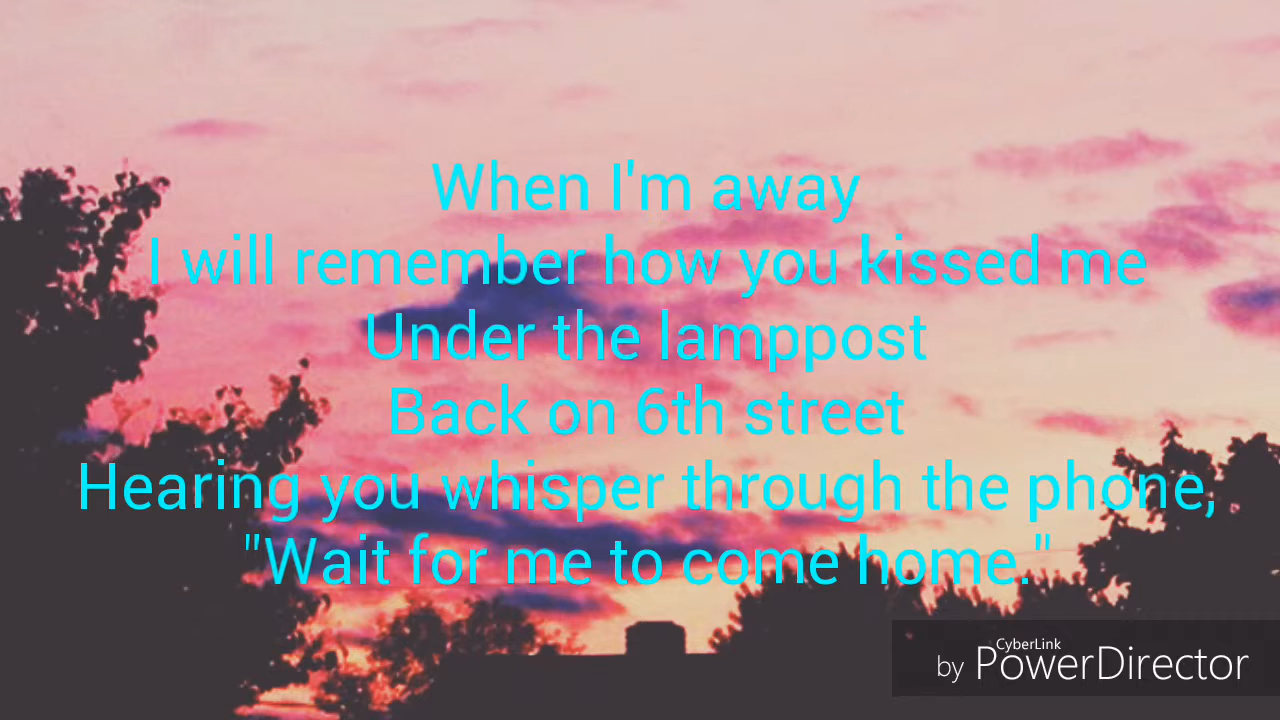 When I'm away
I will remember how you kissed me
Under the lamppost
Back on 6th street
Hearing you whisper through the phone,
"Wait for me to come home."
CyberLink
by PowerDirector